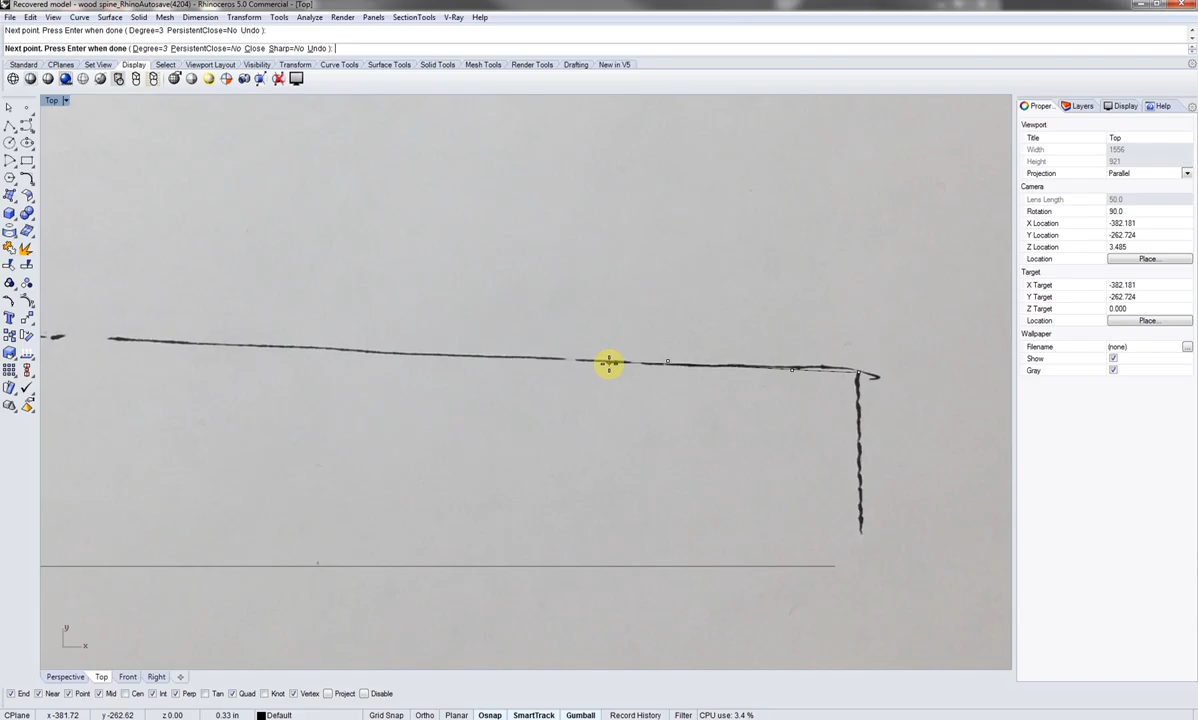 Recovered model - wood spine_RhinoAutosave(4204) - Rhinoceros 5.0 Commercial - [Top]
File Edit View Curve Surface Solid Mesh Dimension Transform Tools Analyze Render Panels SectionTools V-Ray Help
Next point. Press Enter when done ( Degree=3 PersistentClose=No Undo ):
Next point. Press Enter when done ( Degree=3 PersistentClose=No Close Sharp=No Undo ):
Standard CPlanes Set View Display Select Viewport Layout Visibility Transform Curve Tools Surface Tools Solid Tools Mesh Tools Render Tools Drafting New in V5
Top
Proper... Layers Display Help
Viewport
Title Top
Width 1556
Height 921
Projection Parallel
Camera
Lens Length 50.0
Rotation 90.0
X Location -382.181
Y Location -262.724
Z Location 3.485
Location Place...
Target
X Target -382.181
Y Target -262.724
Z Target 0.000
Location Place...
Wallpaper
Filename (none) ...
Show
Gray
y
x
Perspective Top Front Right
End Near Point Mid Cen Int Perp Tan Quad Knot Vertex Project Disable
CPlane x -381.72 y -262.62 z 0.00 0.33 in Default Grid Snap Ortho Planar Osnap SmartTrack Gumball Record History Filter CPU use: 3.4 %